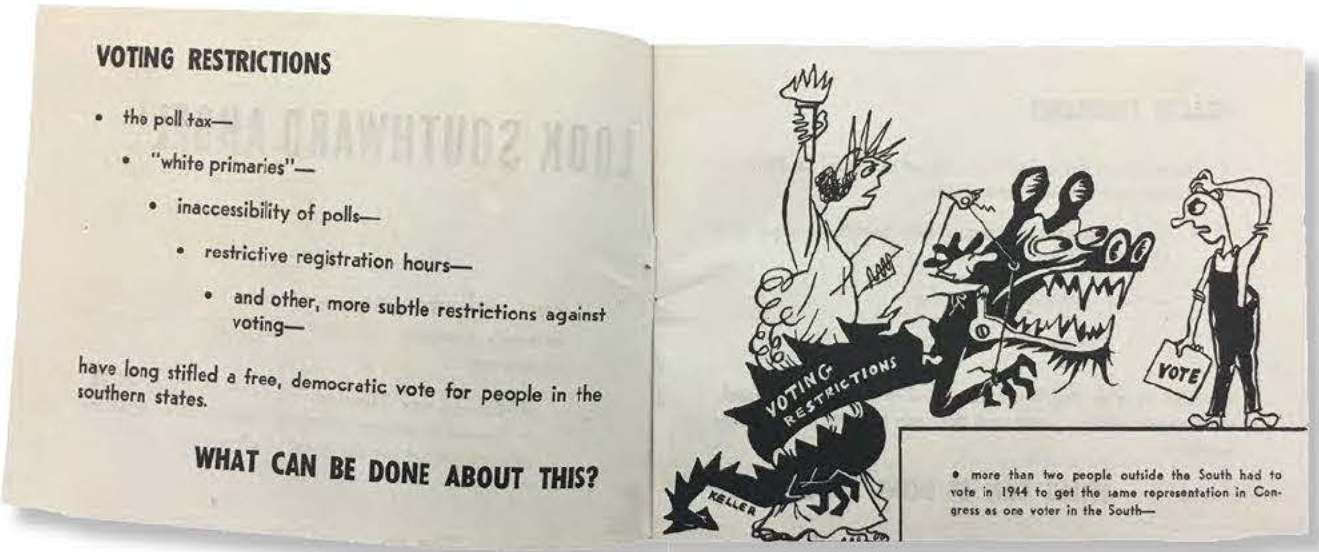 VOTING RESTRICTIONS
• the poll tax—
• "white primaries"—
• inaccessibility of polls—
• restrictive registration hours—
• and other, more subtle restrictions against
voting—
have long stifled a free, democratic vote for people in the
southern states.
WHAT CAN BE DONE ABOUT THIS?
VOTING
RESTRICTIONS
VOTE
KELLER
• more than two people outside the South had to
vote in 1944 to get the same representation in Con-
gress as one voter in the South—